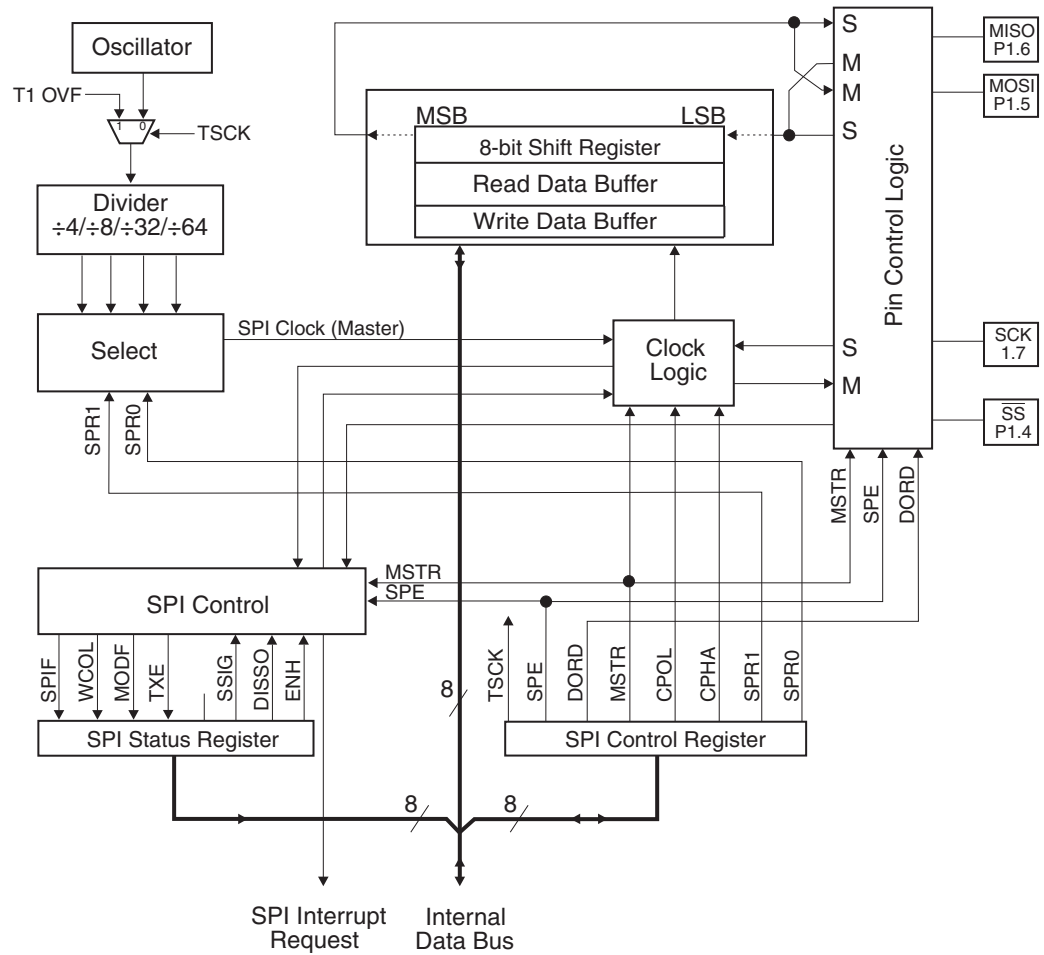 Oscillator
T1 OVF
1 0
TSCK
Divider
÷4/÷8/÷32/÷64
Select
SPI Clock (Master)
SPR1
SPR0
MSB
LSB
8-bit Shift Register
Read Data Buffer
Write Data Buffer
Clock
Logic
S
M
M
S
S
M
Pin Control Logic
MISO
P1.6
MOSI
P1.5
SCK
1.7
SS
P1.4
MSTR
SPE
DORD
SPI Control
MSTR
SPE
SPIF
WCOL
MODF
TXE
SSIG
DISSO
ENH
SPI Status Register
8
TSCK
SPE
DORD
MSTR
CPOL
CPHA
SPR1
SPR0
SPI Control Register
8
8
SPI Interrupt
Request
Internal
Data Bus